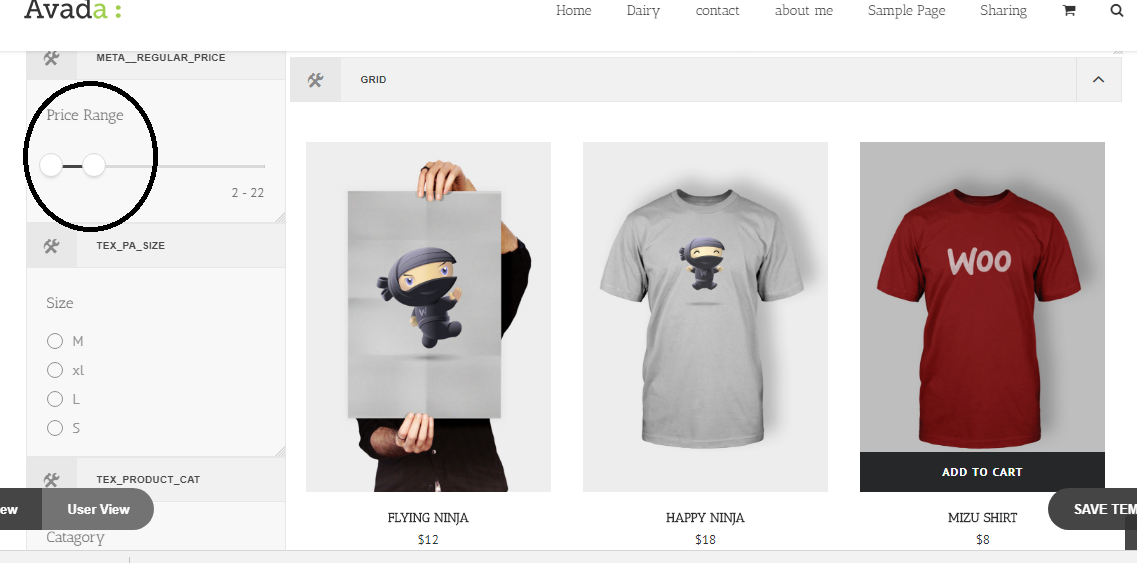 Avada :
Home Dairy contact about me Sample Page Sharing
META__REGULAR_PRICE
GRID
Price Range
2 - 22
TEX_PA_SIZE
Size
M
xl
L
S
TEX_PRODUCT_CAT
ew
User View
Catagory
W
W
WOO
ADD TO CART
FLYING NINJA
$12
HAPPY NINJA
$18
MIZU SHIRT
$8
SAVE TEM